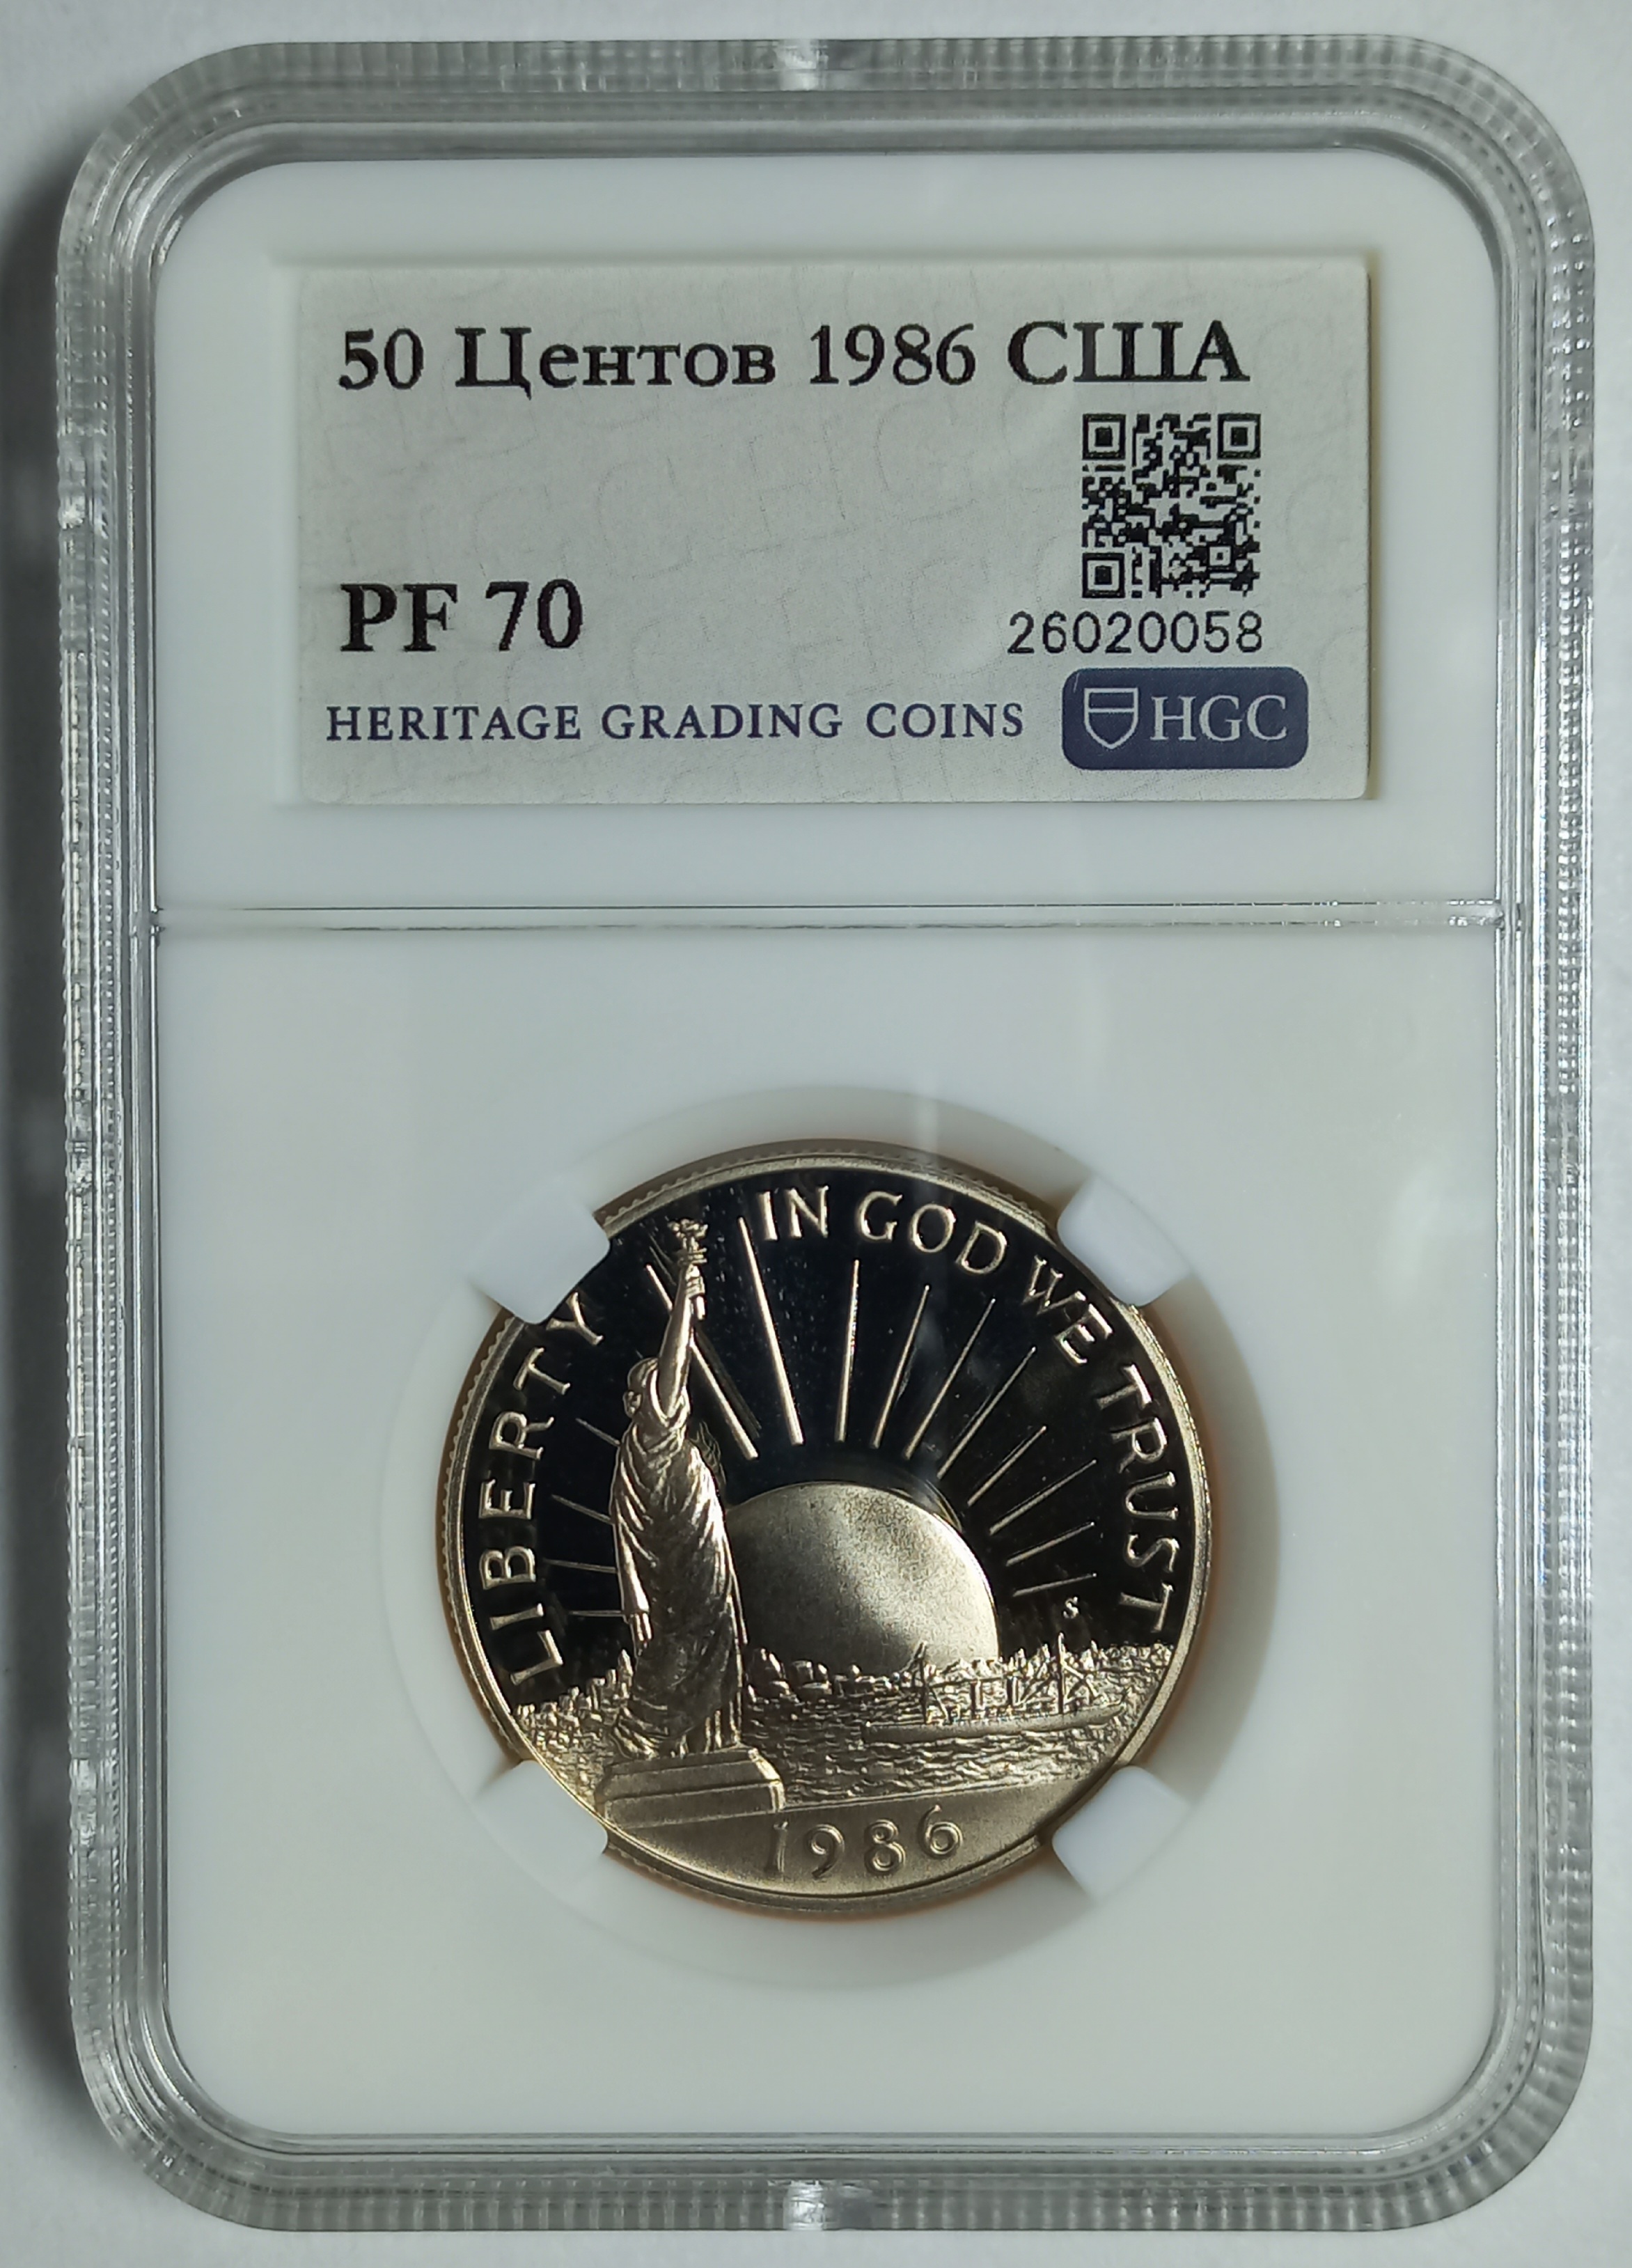 50 Центов 1986 США
PF 70
26020058
HERITAGE GRADING COINS HGC
LIBERTY
IN GOD WE TRUST
S
1986